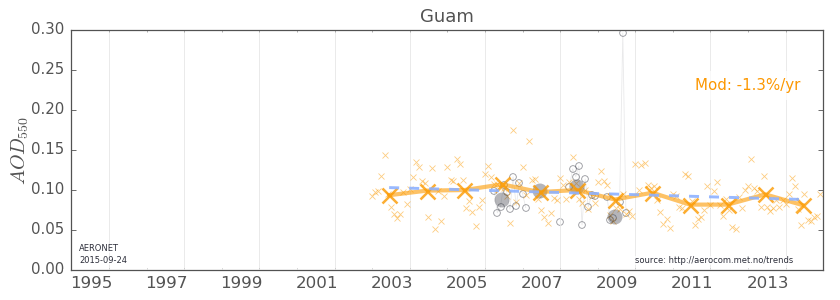 Guam
0.30
0.25
0.20
0.15
0.10
0.05
0.00
AOD550
Mod: -1.3%/yr
AERONET
2015-09-24
source: http://aerocom.met.no/trends
1995 1997 1999 2001 2003 2005 2007 2009 2011 2013